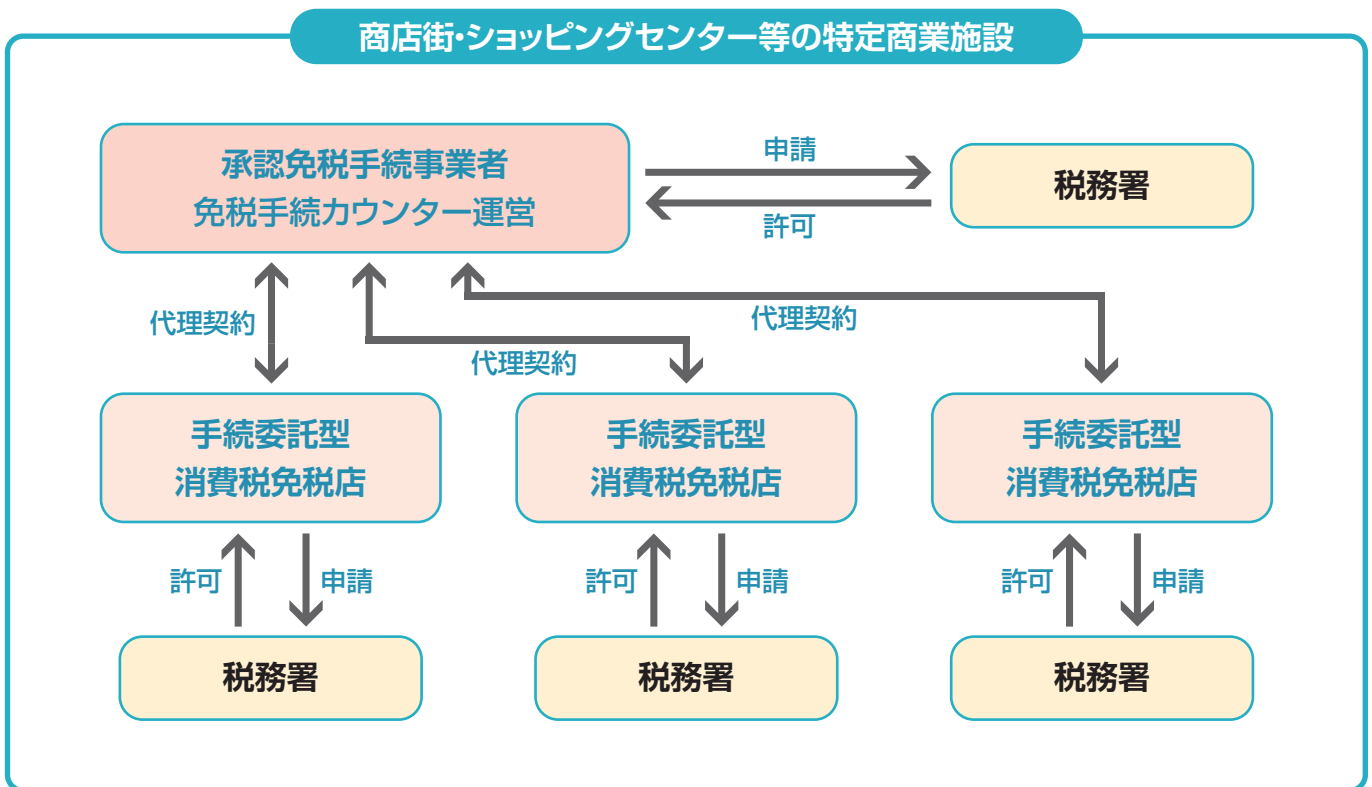 商店街・ショッピングセンター等の特定商業施設
承認免税手続事業者
免税手続カウンター運営
申請
許可
税務署
代理契約
代理契約
代理契約
手続委託型
消費税免税店
手続委託型
消費税免税店
手続委託型
消費税免税店
許可
申請
許可
申請
許可
申請
税務署
税務署
税務署